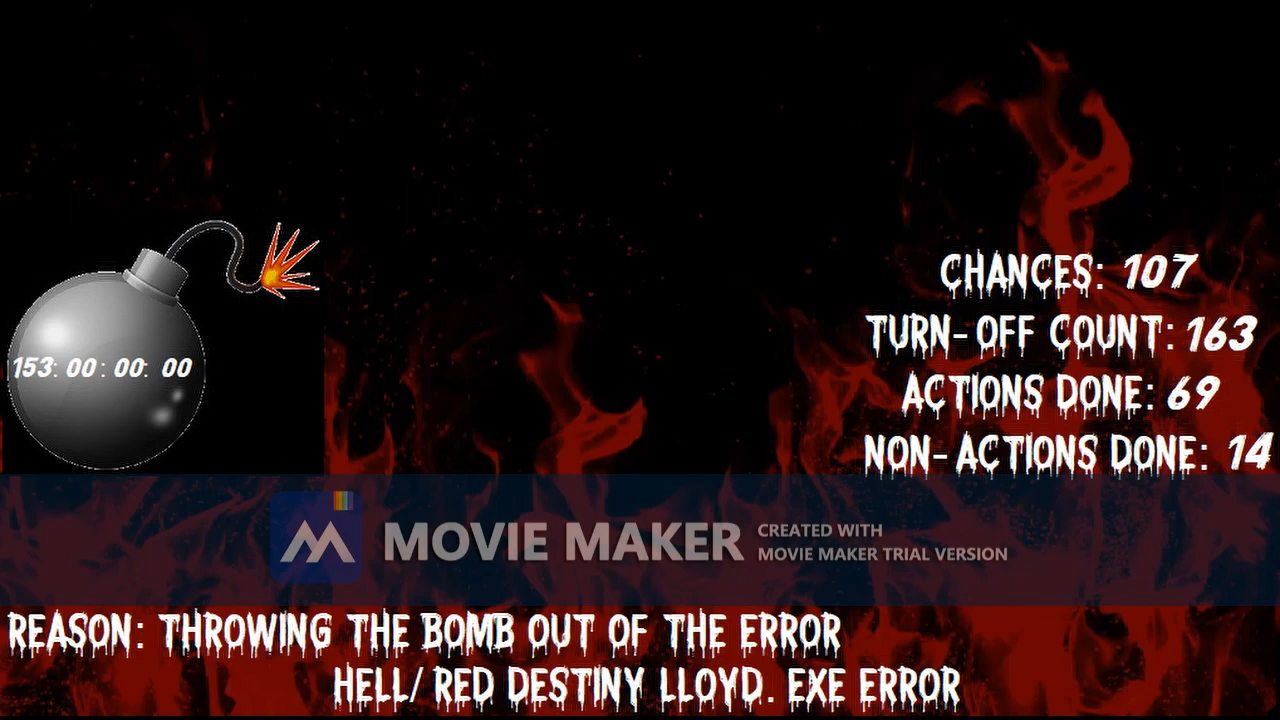 CHANCES: 107
TURN-OFF COUNT: 163
153: 00: 00: 00
ACTIONS DONE: 69
NON-ACTIONS DONE: 14
MOVIE MAKER
CREATED WITH
MOVIE MAKER TRIAL VERSION
REASON: THROWING THE BOMB OUT OF THE ERROR
HELL/ RED DESTINY LLOYD. EXE ERROR